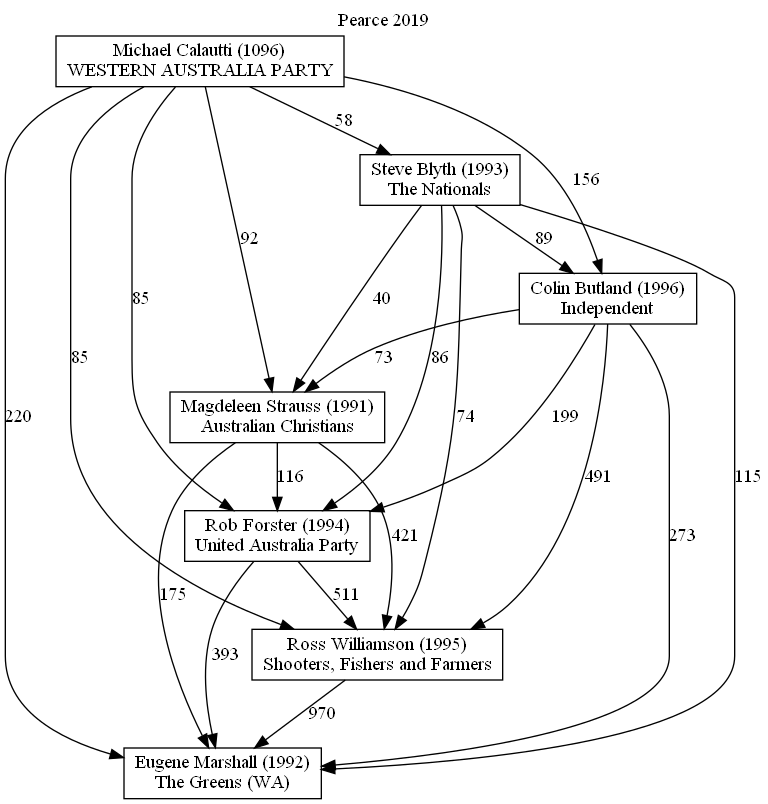 Pearce 2019
Michael Calautti (1096)
WESTERN AUSTRALIA PARTY
58
Steve Blyth (1993)
The Nationals
156
92
89
Colin Butland (1996)
Independent
85
40
85
73
86
Magdeleen Strauss (1991)
Australian Christians
220
74
199
116
491
115
Rob Forster (1994)
United Australia Party
421
273
175
511
393
Ross Williamson (1995)
Shooters, Fishers and Farmers
970
Eugene Marshall (1992)
The Greens (WA)